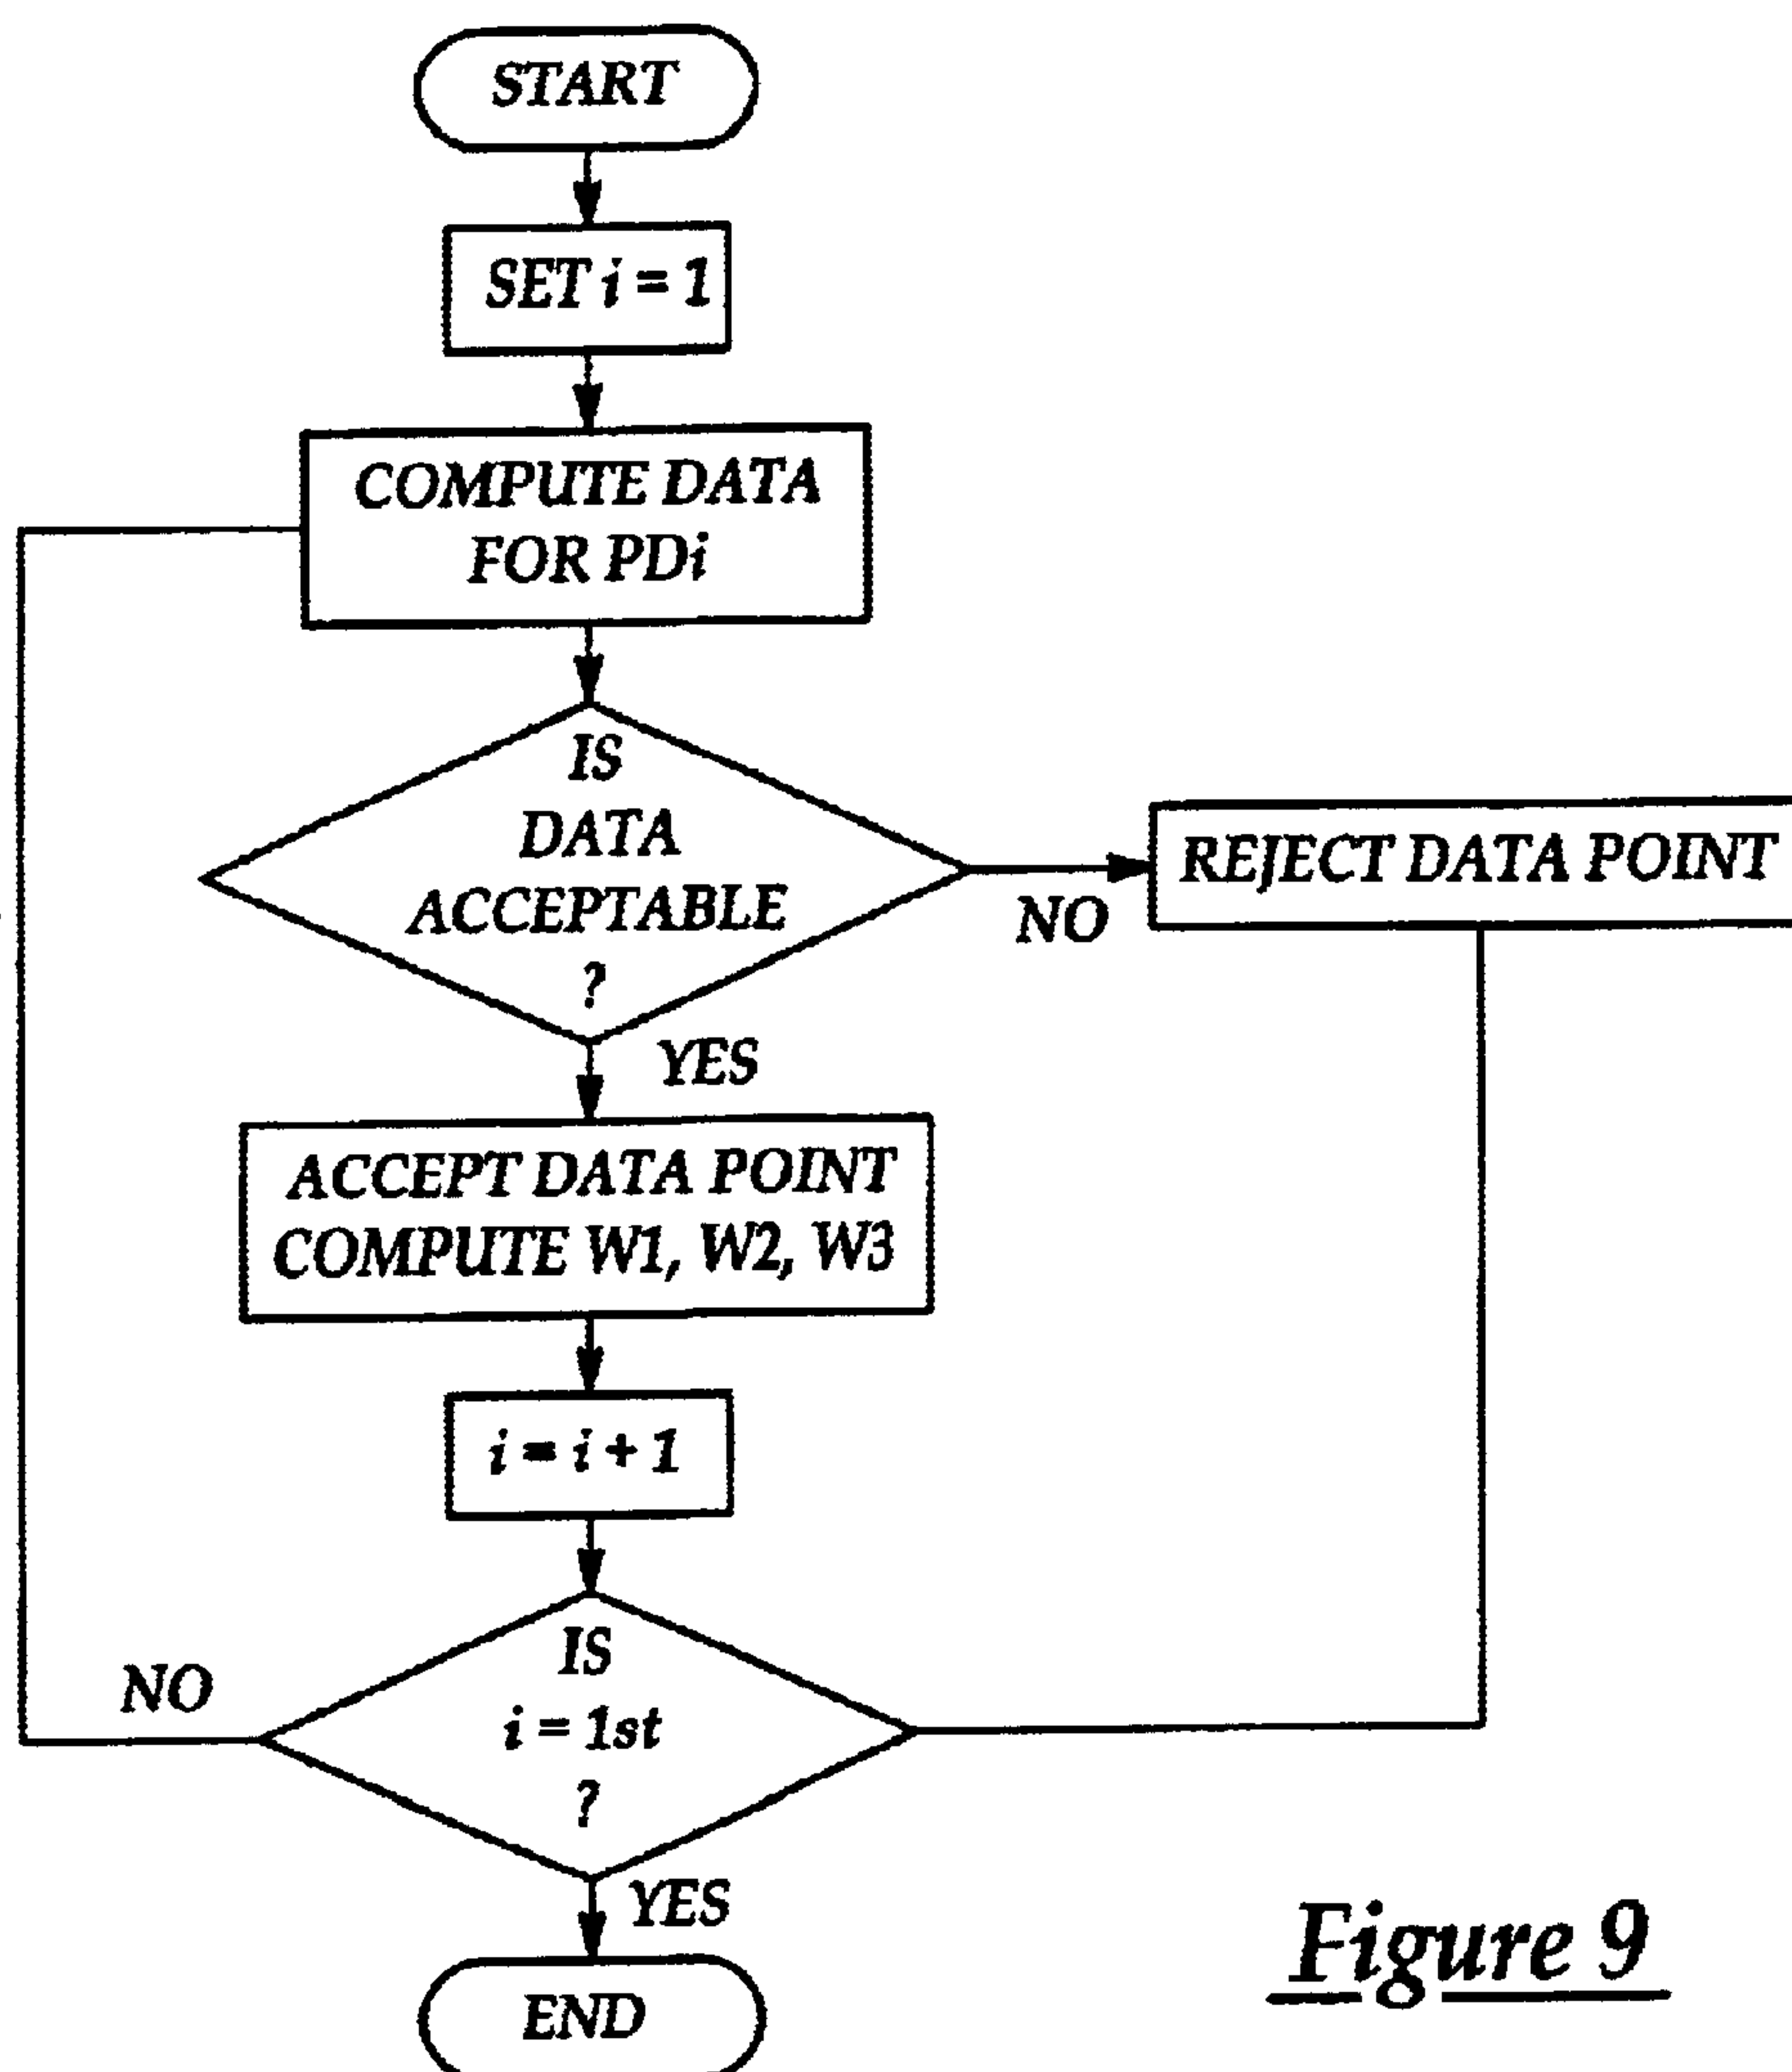 START
SET i = 1
COMPUTE DATA
FOR PDi
IS
DATA
ACCEPTABLE
?
NO
REJECT DATA POINT
YES
ACCEPT DATA POINT
COMPUTE W1, W2, W3
i = i + 1
IS
i = 1st
?
NO
YES
END
Figure 9